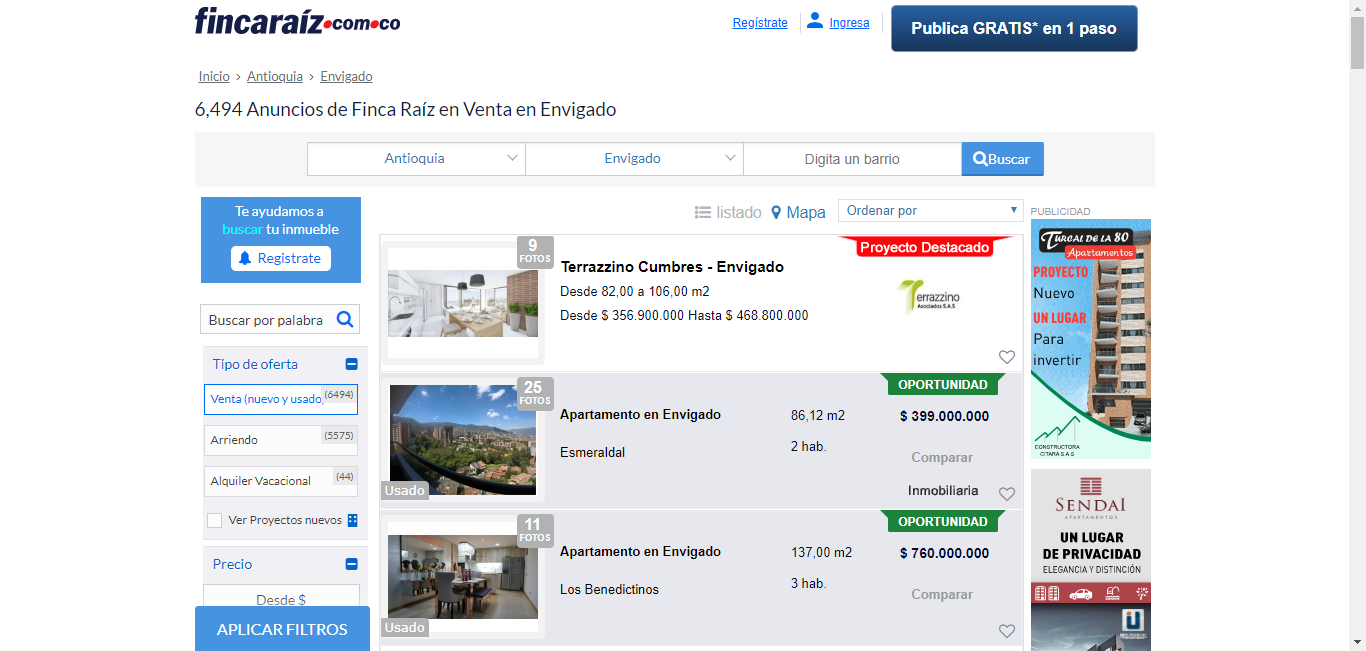 fincaraíz.com.co
Regístrate
Ingresa
Publica GRATIS* en 1 paso
Inicio > Antioquia > Envigado
6,494 Anuncios de Finca Raíz en Venta en Envigado
Antioquia
Envigado
Digita un barrio
Buscar
Te ayudamos a
buscar tu inmueble
Registrate
Buscar por palabra
Tipo de oferta
Venta (nuevo y usado) (6494)
Arriendo (5575)
Alquiler Vacacional (44)
Ver Proyectos nuevos
Precio
Desde $
APLICAR FILTROS
listado
Mapa
Ordenar por
9
FOTOS
Terrazzino Cumbres - Envigado
Desde 82,00 a 106,00 m2
Desde $ 356.900.000 Hasta $ 468.800.000
Proyecto Destacado
Terrazzino
Asociados S.A.S
25
FOTOS
Usado
Apartamento en Envigado
Esmeraldal
86,12 m2
2 hab.
OPORTUNIDAD
$ 399.000.000
Comparar
Inmobiliaria
11
FOTOS
Usado
Apartamento en Envigado
Los Benedictinos
137,00 m2
3 hab.
OPORTUNIDAD
$ 760.000.000
Comparar
PUBLICIDAD
TURCAL DE LA 80
Apartamentos
PROYECTO
Nuevo
UN LUGAR
Para
invertir
CONSTRUCTORA
CITARA S.A.S
SENDAI
APARTAMENTOS
UN LUGAR
DE PRIVACIDAD
ELEGANCIA Y DISTINCIÓN